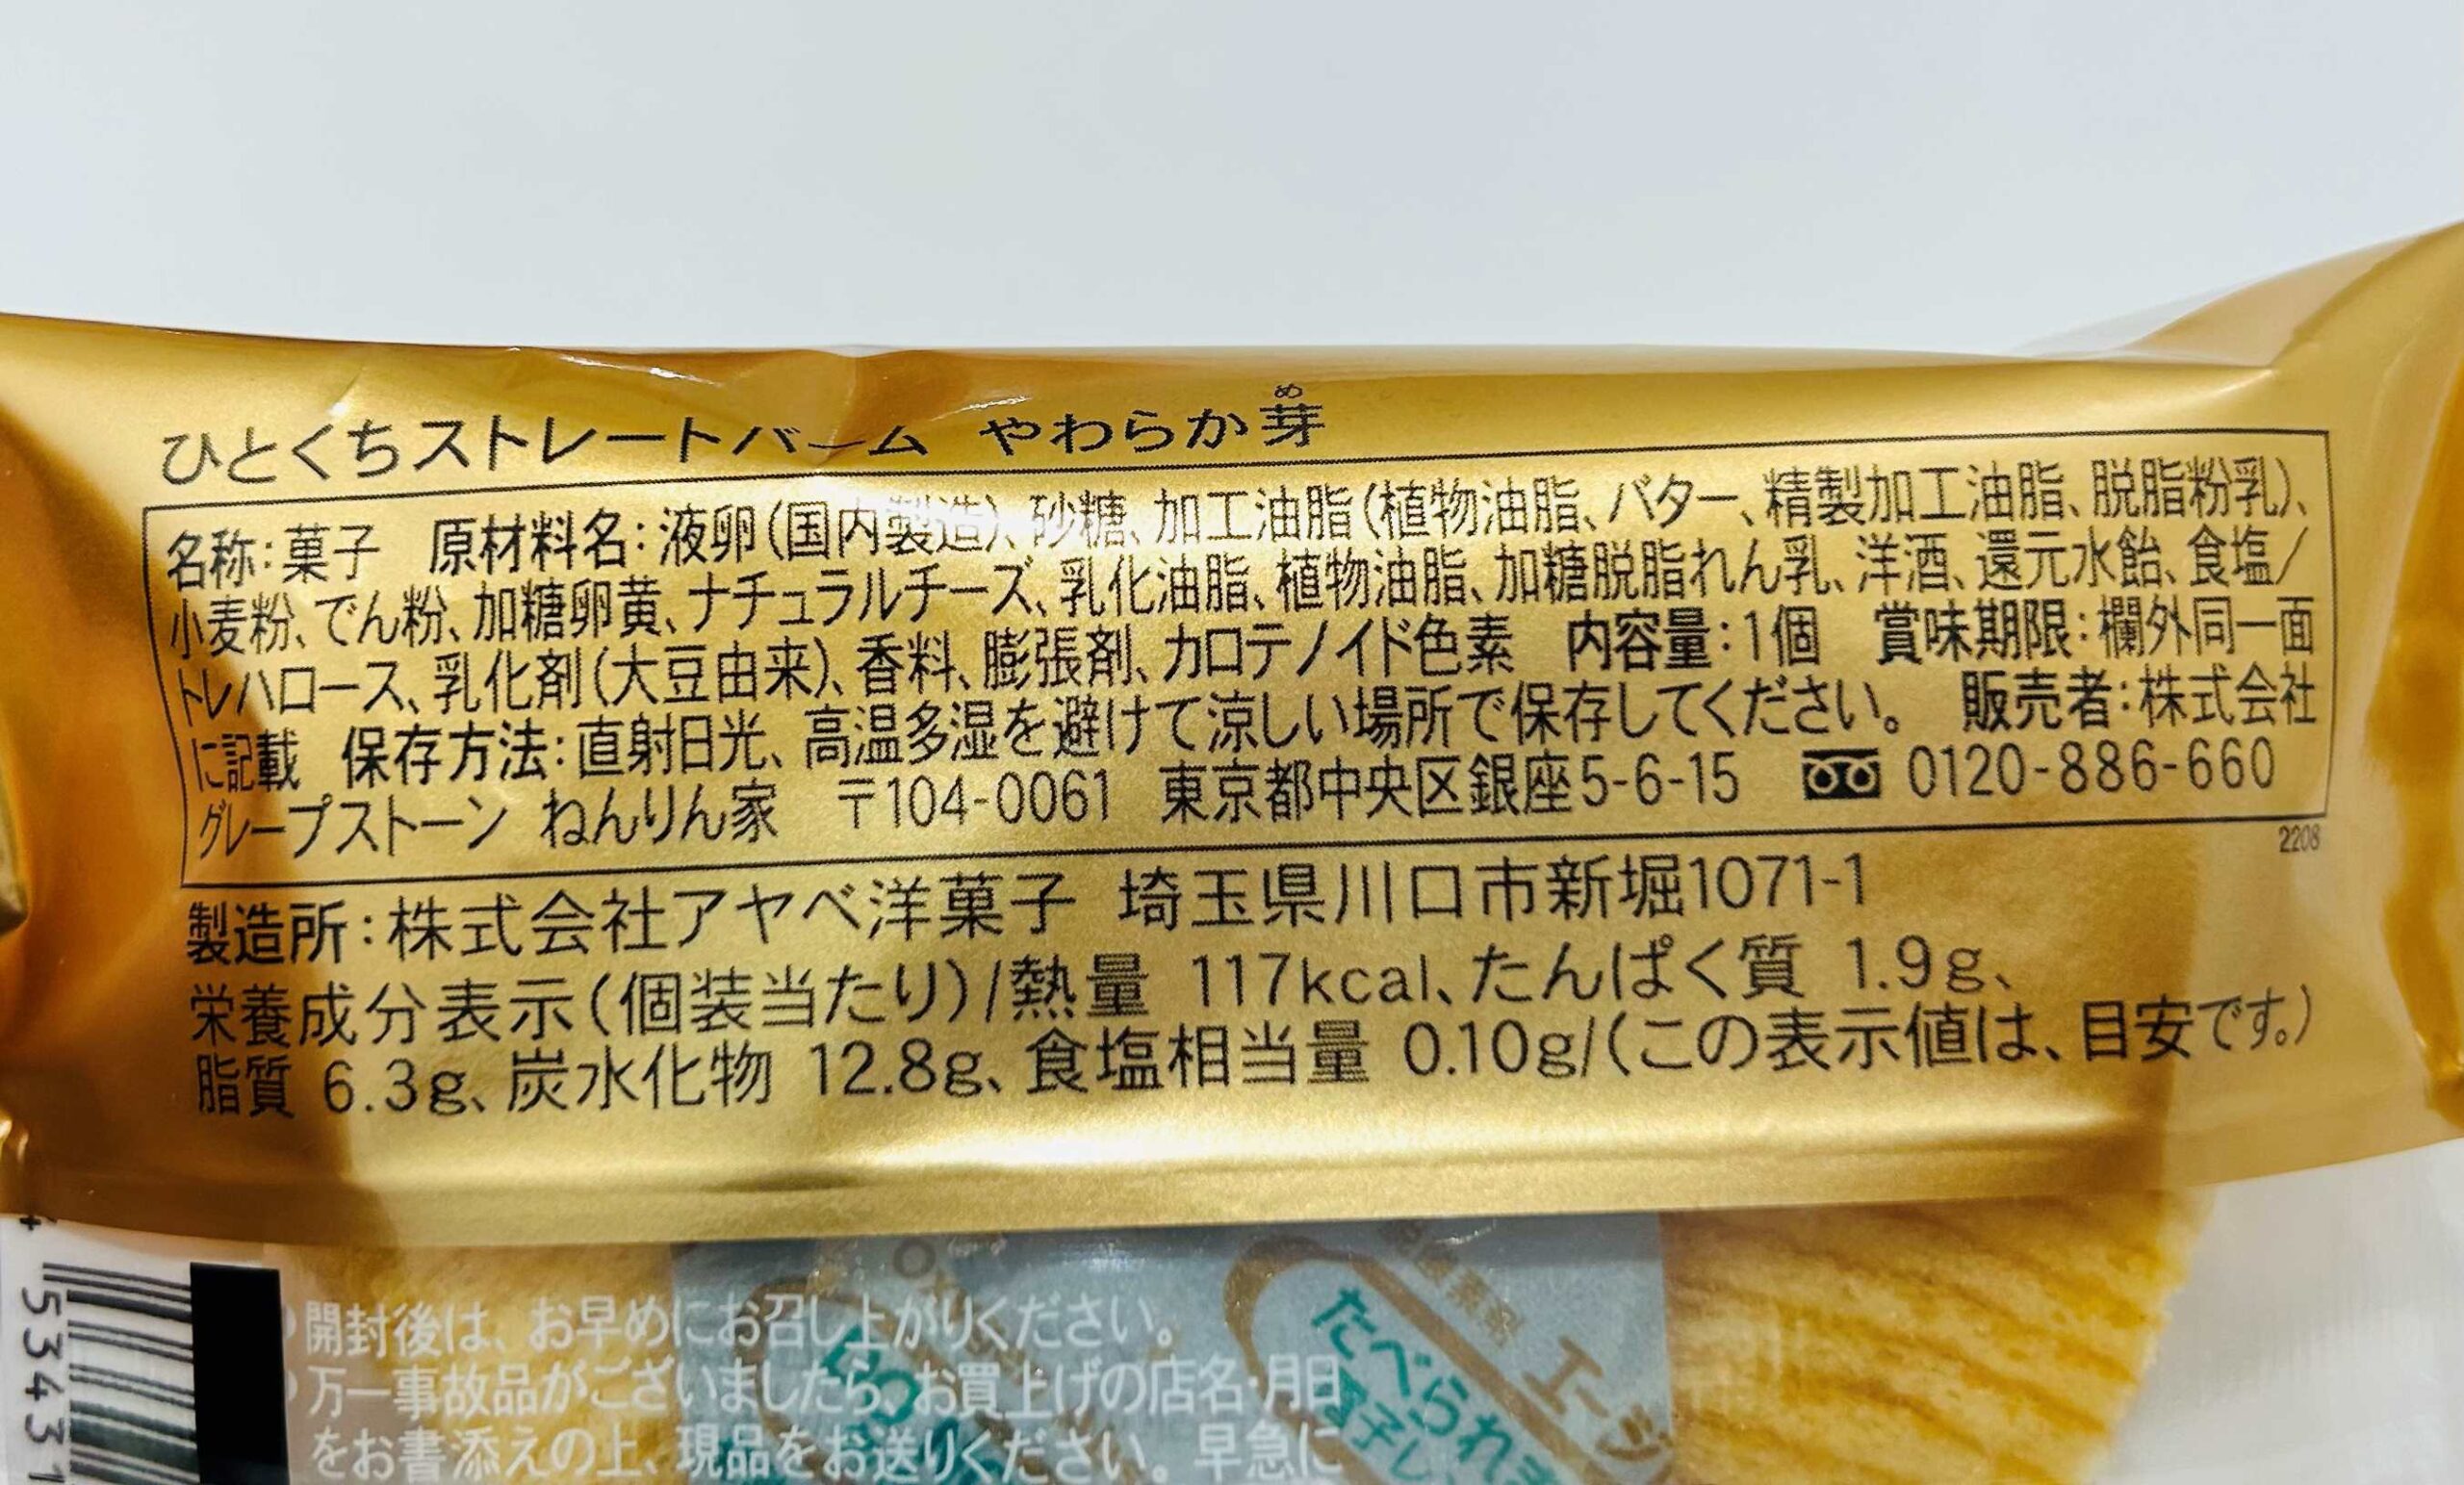 め
ひとくちストレートバーム やわらか芽
名称:菓子 原材料名:液卵(国内製造)、砂糖、加工油脂(植物油脂、バター、精製加工油脂、脱脂粉乳)、
小麦粉、でん粉、加糖卵黄、ナチュラルチーズ、乳化油脂、植物油脂、加糖脱脂れん乳、洋酒、還元水飴、食塩/
トレハロース、乳化剤(大豆由来)、香料、膨張剤、カロテノイド色素 内容量:1個 賞味期限:欄外同一面
に記載 保存方法:直射日光、高温多湿を避けて涼しい場所で保存してください。 販売者:株式会社
グレープストーン ねんりん家 〒104-0061 東京都中央区銀座5-6-15 0120-886-660
2208
製造所:株式会社アヤベ洋菓子 埼玉県川口市新堀1071-1
栄養成分表示(個装当たり)/熱量 117kcal、たんぱく質 1.9g、
脂質 6.3g、炭水化物 12.8g、食塩相当量 0.10g/(この表示値は、目安です。)
開封後は、お早めにお召し上がりください。
万一事故品がございましたら、お買上げの店名・月日
をお書添えの上、現品をお送りください。早急に
4 53431
エージ
たべられま